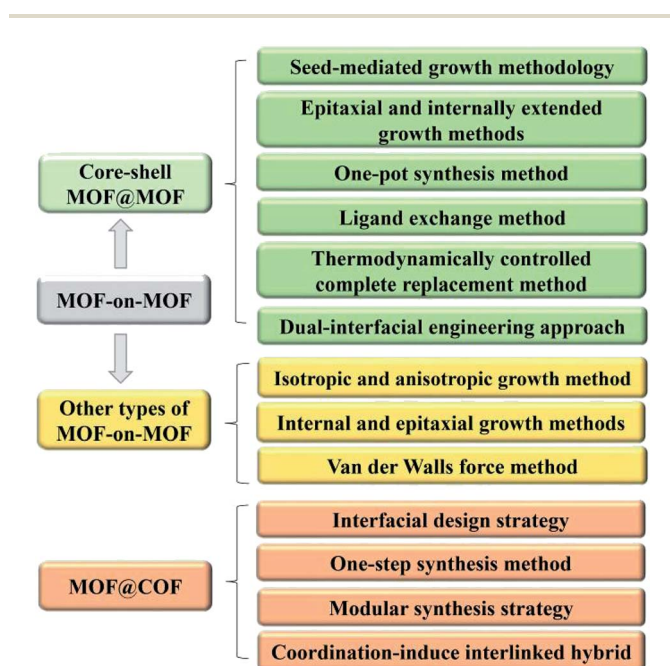 Seed-mediated growth methodology
Epitaxial and internally extended
growth methods
Core-shell
MOF@MOF
One-pot synthesis method
Ligand exchange method
Thermodynamically controlled
complete replacement method
MOF-on-MOF
Dual-interfacial engineering approach
Other types of
MOF-on-MOF
Isotropic and anisotropic growth method
Internal and epitaxial growth methods
Van der Walls force method
MOF@COF
Interfacial design strategy
One-step synthesis method
Modular synthesis strategy
Coordination-induce interlinked hybrid